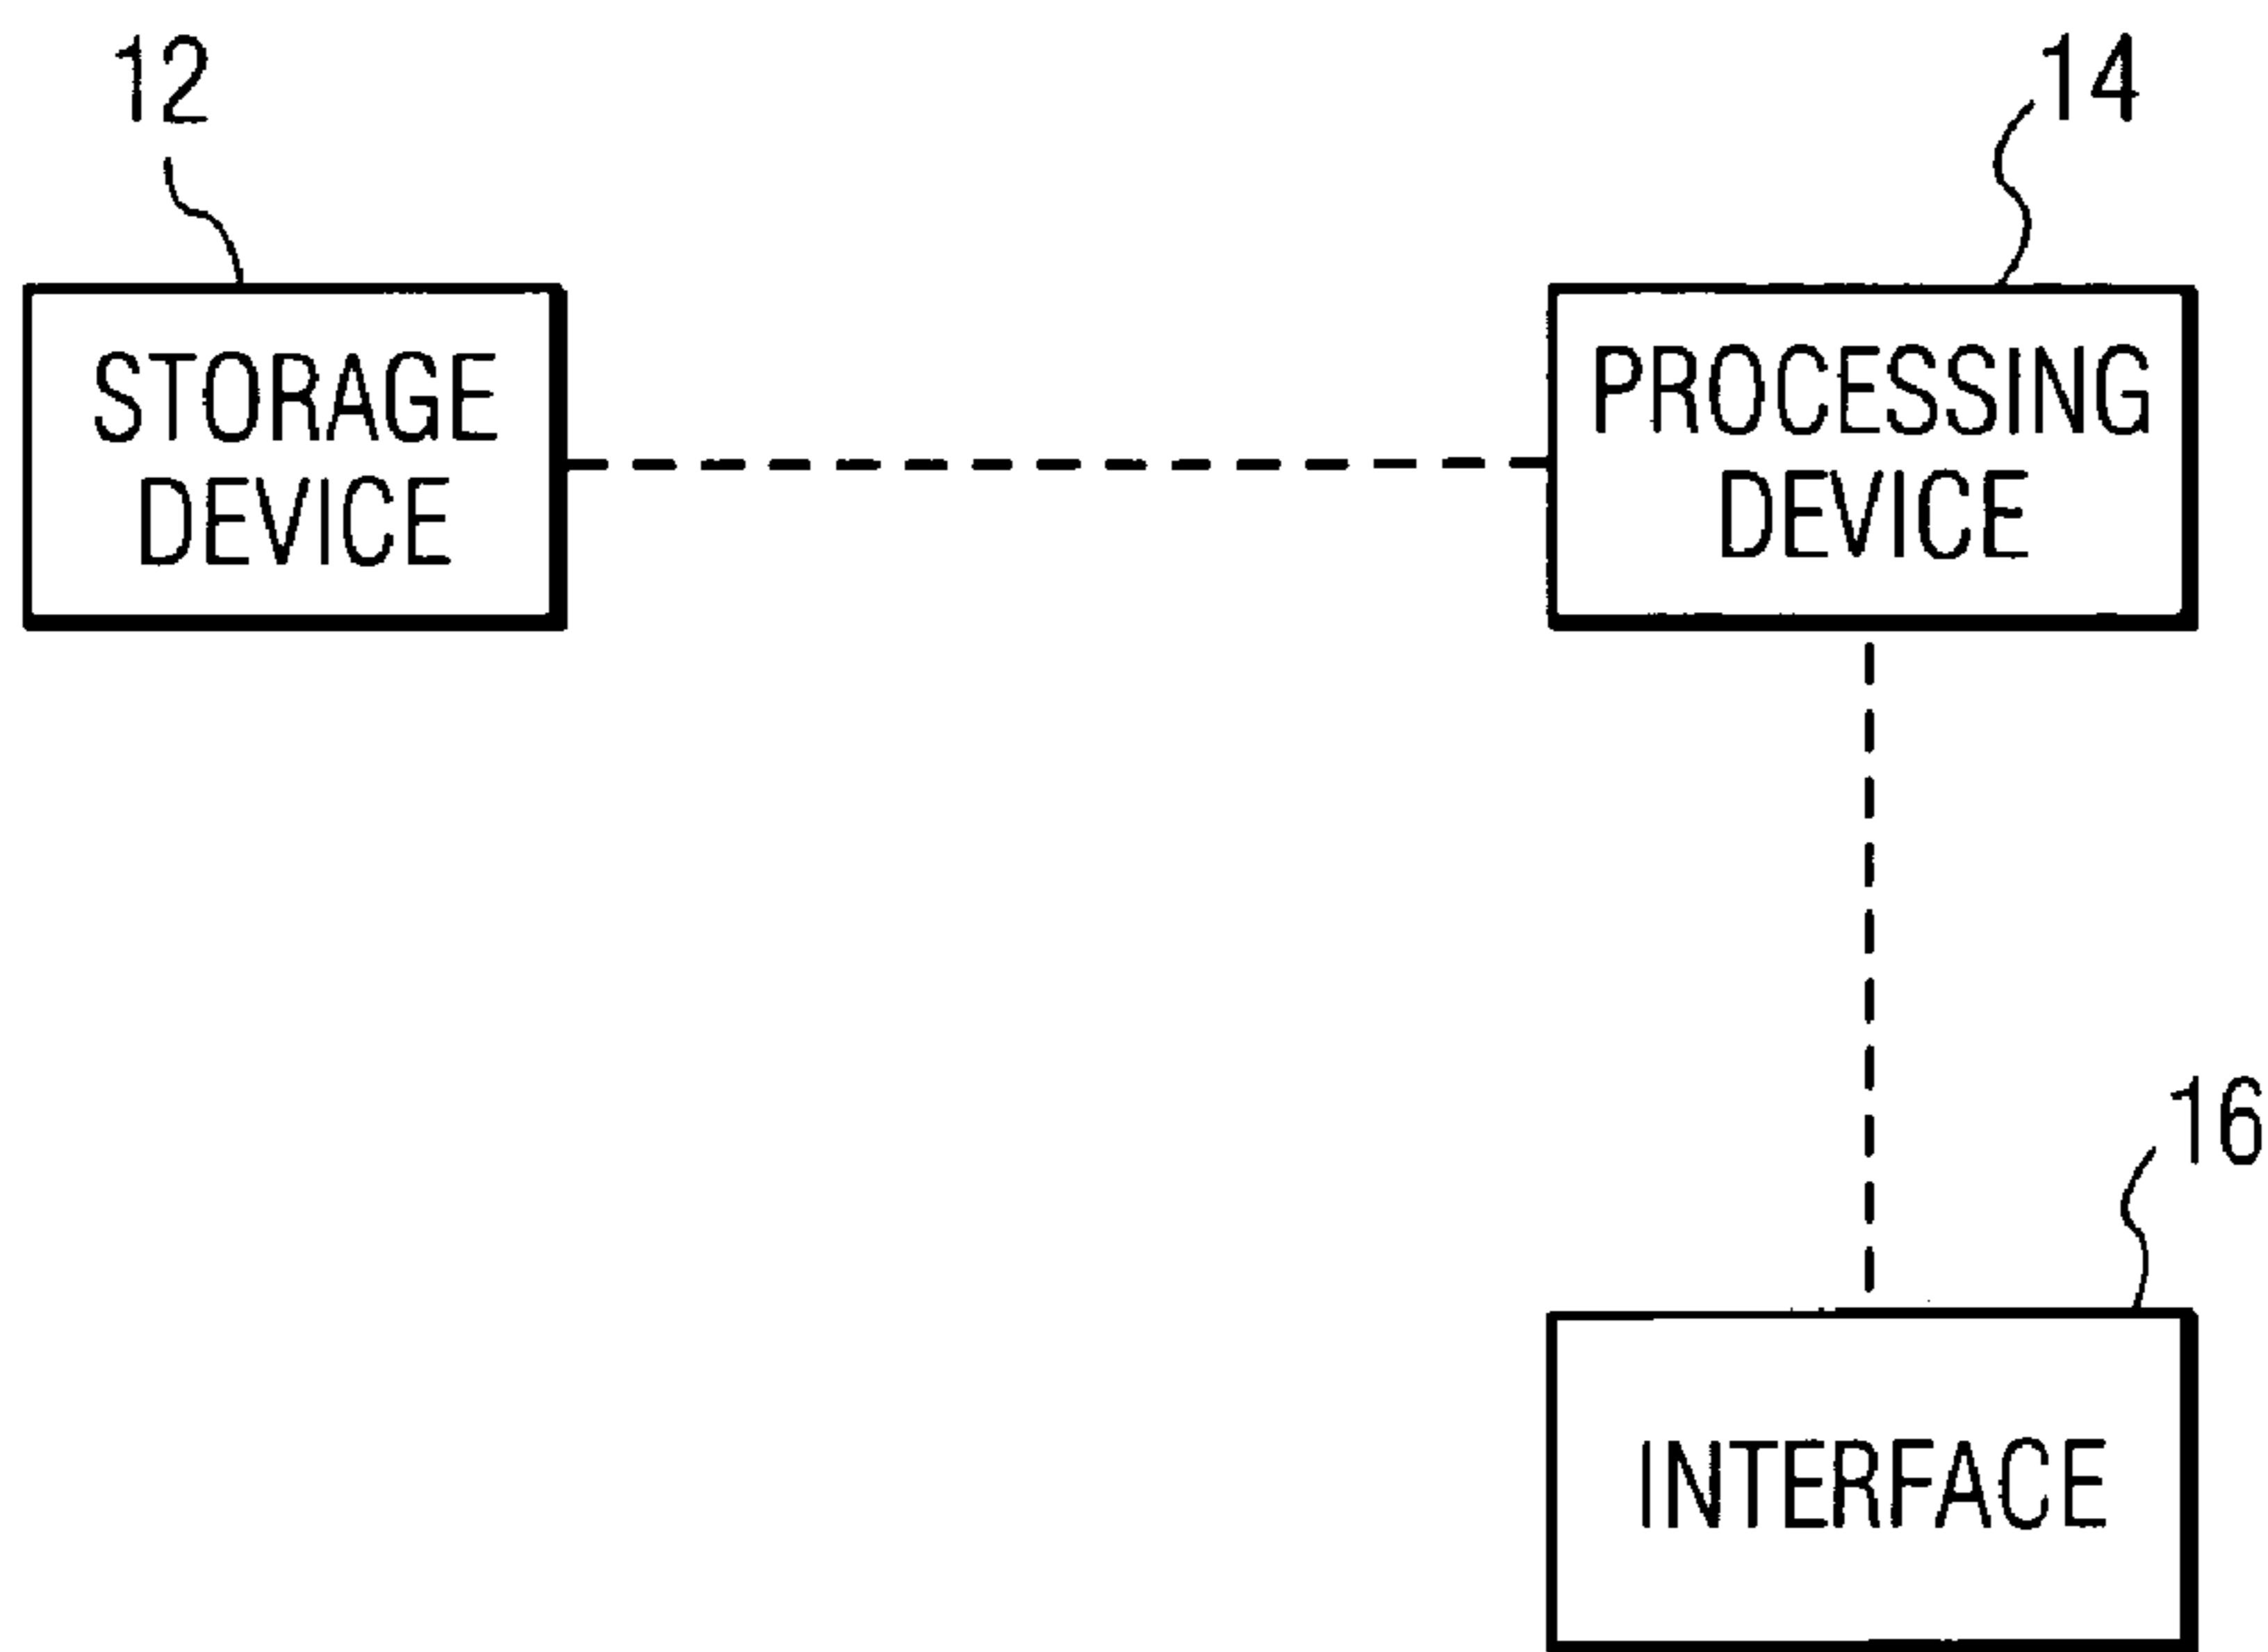 12
14
STORAGE
DEVICE
PROCESSING
DEVICE
16
INTERFACE